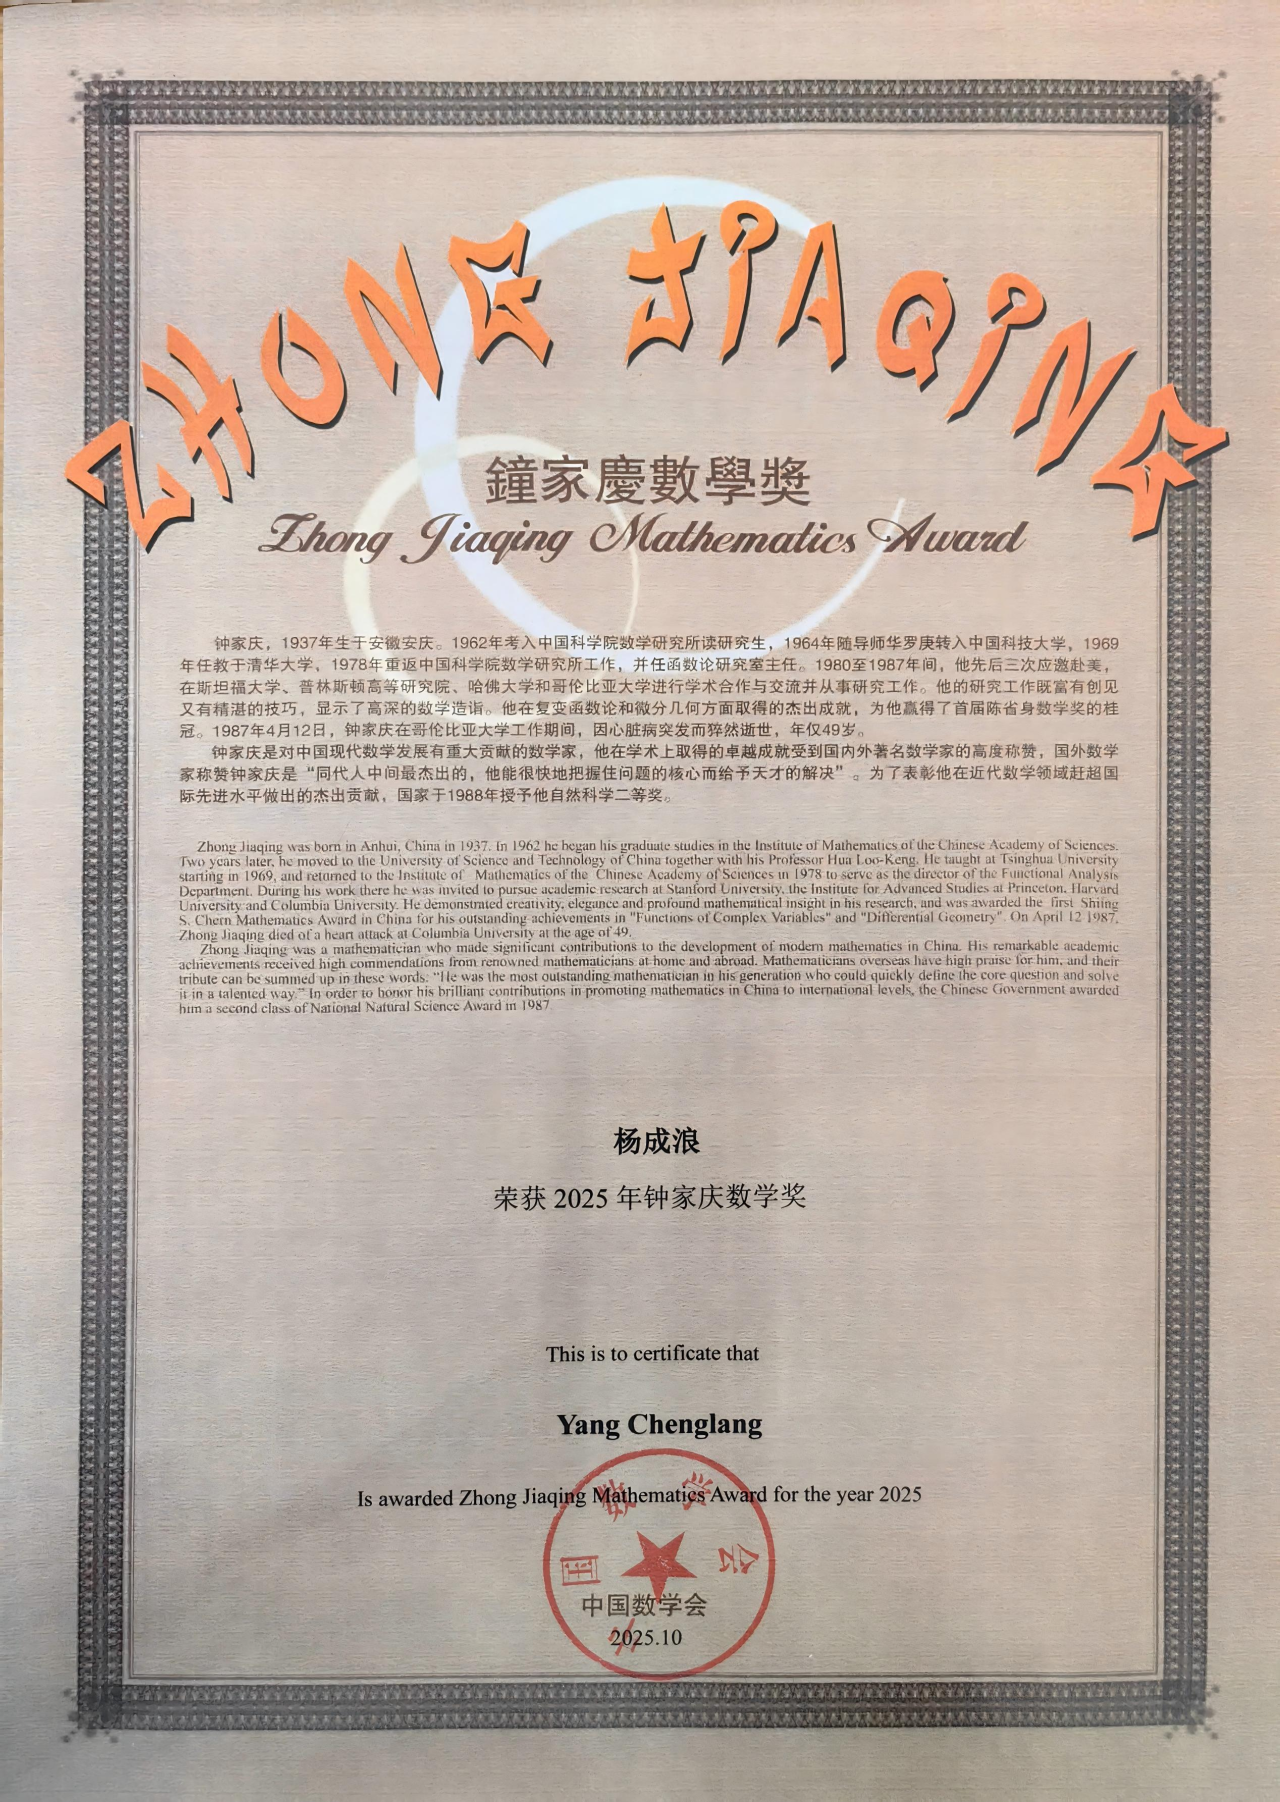 ZHONG JIAQING
鐘家慶數學獎
Zhong Jiaqing Mathematics Award
钟家庆，1937年生于安徽安庆。1962年考入中国科学院数学研究所读研究生，1964年随导师华罗庚转入中国科技大学，1969
年任教于清华大学，1978年重返中国科学院数学研究所工作，并任函数论研究室主任。1980至1987年间，他先后三次应邀赴美，
在斯坦福大学、普林斯顿高等研究院、哈佛大学和哥伦比亚大学进行学术合作与交流并从事研究工作。他的研究工作既富有创见
又有精湛的技巧，显示了高深的数学造诣。他在复变函数论和微分几何方面取得的杰出成就，为他赢得了首届陈省身数学奖的桂
冠。1987年4月12日，钟家庆在哥伦比亚大学工作期间，因心脏病突发而猝然逝世，年仅49岁。
钟家庆是对中国现代数学发展有重大贡献的数学家，他在学术上取得的卓越成就受到国内外著名数学家的高度称赞，国外数学
家称赞钟家庆是“同代人中间最杰出的，他能很快地把握住问题的核心而给予天才的解决”。为了表彰他在近代数学领域赶超国
际先进水平做出的杰出贡献，国家于1988年授予他自然科学二等奖。
Zhong Jiaqing was born in Anhui, China in 1937. In 1962 he began his graduate studies in the Institute of Mathematics of the Chinese Academy of Sciences.
Two years later, he moved to the University of Science and Technology of China together with his Professor Hua Loo-Keng. He taught at Tsinghua University
starting in 1969, and returned to the Institute of Mathematics of the Chinese Academy of Sciences in 1978 to serve as the director of the Functional Analysis
Department. During his work there he was invited to pursue academic research at Stanford University, the Institute for Advanced Studies at Princeton, Harvard
University and Columbia University. He demonstrated creativity, elegance and profound mathematical insight in his research, and was awarded the first Shiing
S. Chern Mathematics Award in China for his outstanding achievements in "Functions of Complex Variables" and "Differential Geometry". On April 12 1987,
Zhong Jiaqing died of a heart attack at Columbia University at the age of 49.
Zhong Jiaqing was a mathematician who made significant contributions to the development of modern mathematics in China. His remarkable academic
achievements received high commendations from renowned mathematicians at home and abroad. Mathematicians overseas have high praise for him, and their
tribute can be summed up in these words: "He was the most outstanding mathematician in his generation who could quickly define the core question and solve
it in a talented way." In order to honor his brilliant contributions in promoting mathematics in China to international levels, the Chinese Government awarded
him a second class of National Natural Science Award in 1987.
杨成浪
荣获 2025 年钟家庆数学奖
This is to certificate that
Yang Chenglang
Is awarded Zhong Jiaqing Mathematics Award for the year 2025
中国数学会
中国数学会
2025.10